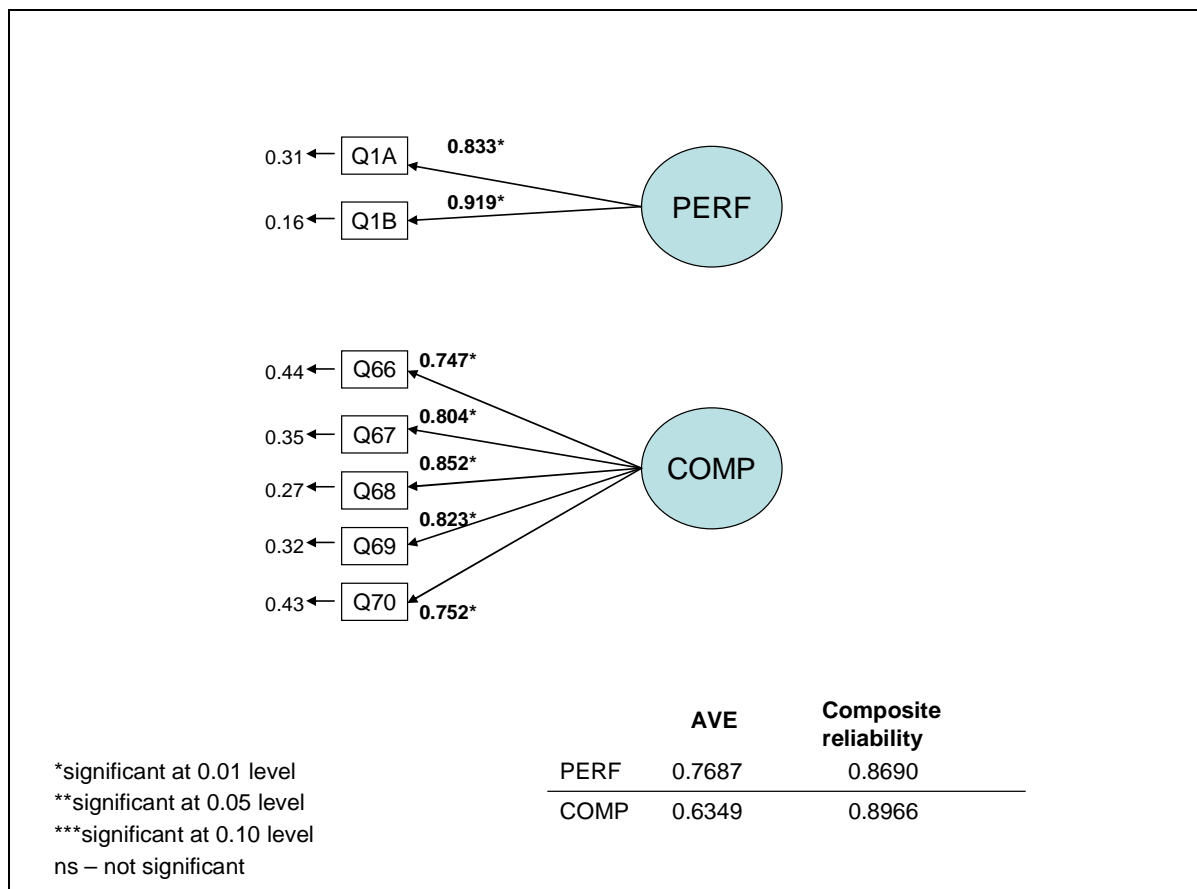 0.833*
0.31
Q1A
PERF
0.919*
0.16
Q1B
0.747*
0.44
Q66
0.804*
0.35
Q67
COMP
0.852*
0.27
Q68
0.823*
0.32
Q69
0.43
Q70
0.752*
AVE
Composite
reliability
PERF 0.7687 0.8690
COMP 0.6349 0.8966
*significant at 0.01 level
**significant at 0.05 level
***significant at 0.10 level
ns – not significant